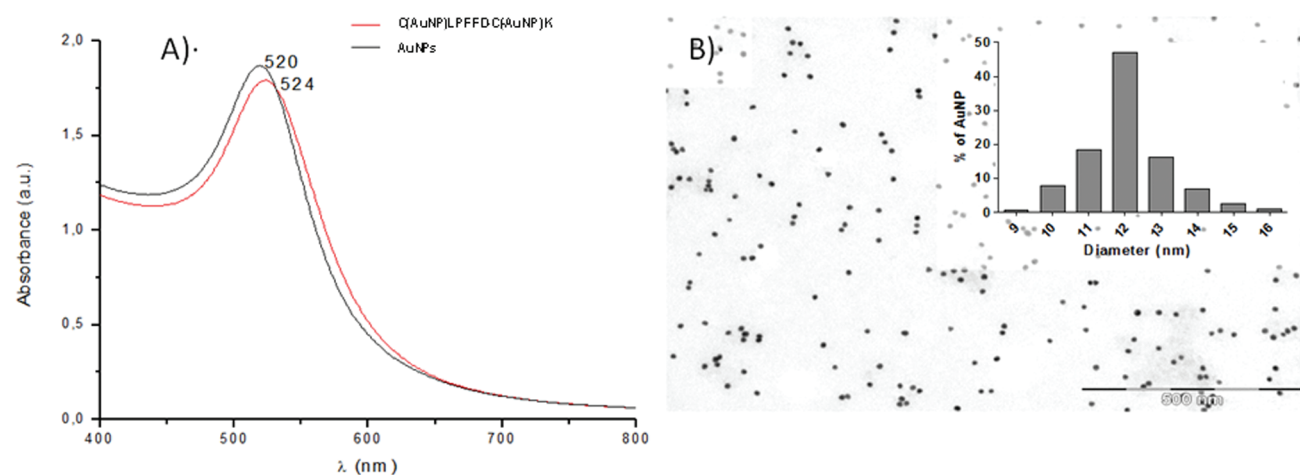 C(AuNP)LPFFDC(AuNP)K
AuNPs
A)·
520
524
2,0
1,5
1,0
0,5
0,0
Absorbance (a.u.)
400
500
600
700
800
λ (nm)
B)
50
40
30
20
10
0
% of AuNP
9
10
11
12
13
14
15
16
Diameter (nm)
500 nm